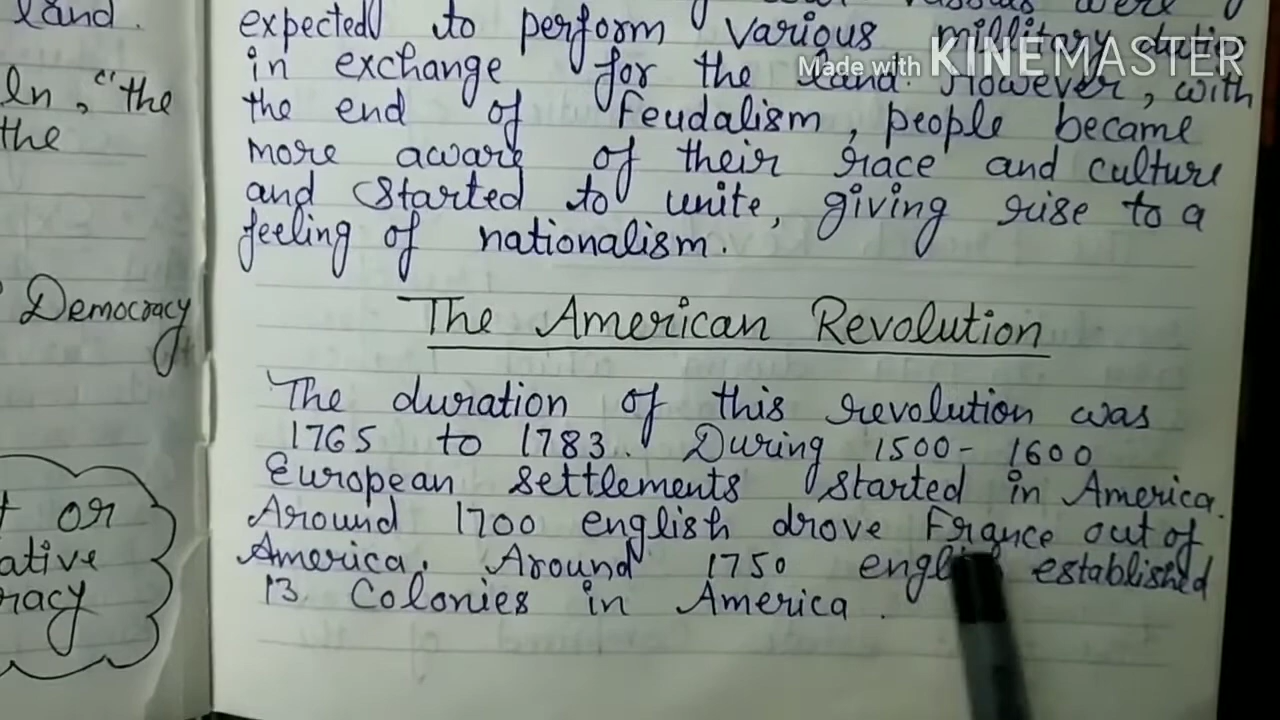 land.
ln, "the
the
Democracy
t or
ative
racy
were
expected to perform various millitary duties
in exchange for the land. However, with
the end of Feudalism, people became
more aware of their race and culture
and started to unite, giving rise to a
feeling of nationalism.
The American Revolution
The duration of this revolution was
1765 to 1783. During 1500-1600
European settlements started in America.
Around 1700 english drove France out of
America. Around 1750 english established
13 Colonies in America.
Made with KINEMASTER